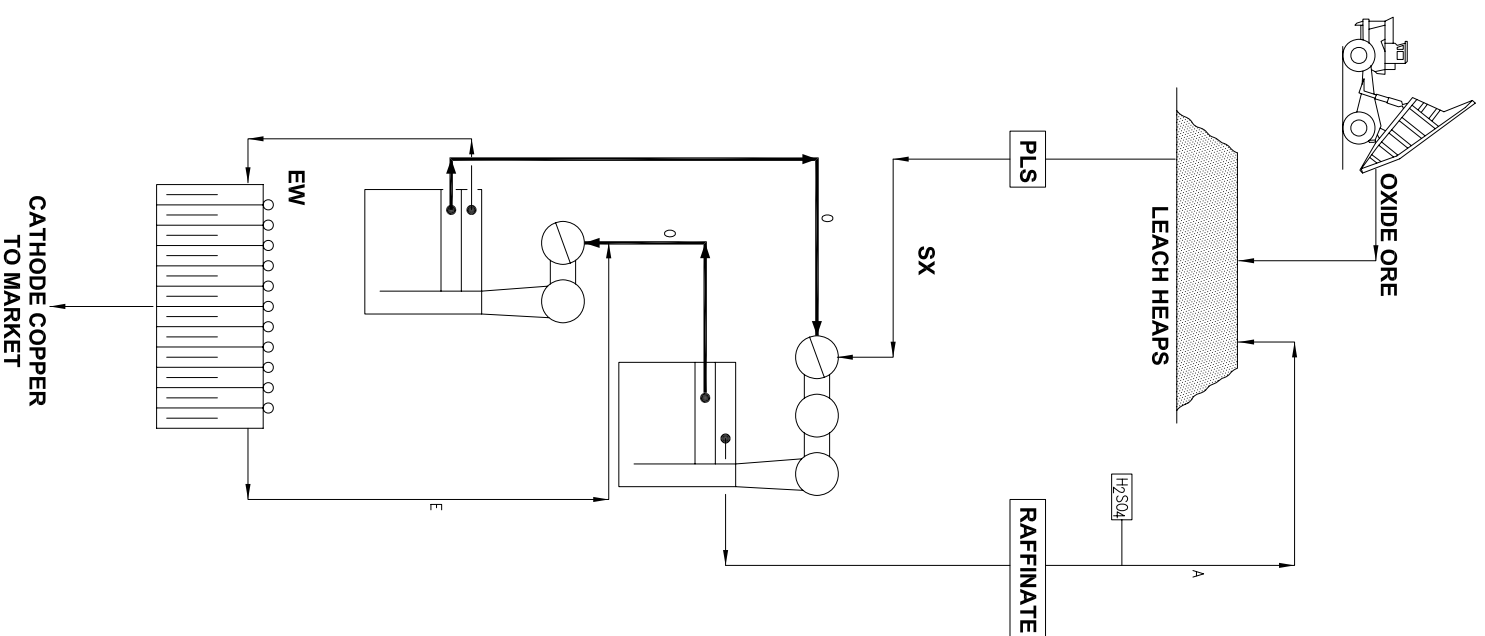 OXIDE ORE
LEACH HEAPS
PLS
SX
RAFFINATE
H2SO4
A
O
O
E
EW
CATHODE COPPER
TO MARKET